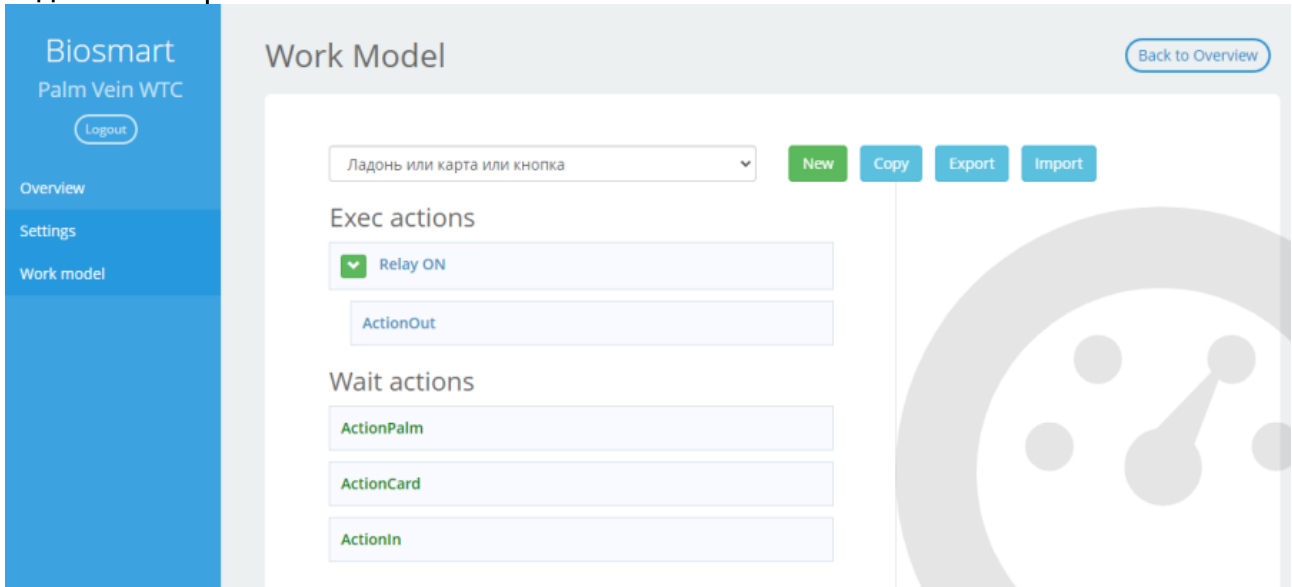 Biosmart
Palm Vein WTC
Logout
Overview
Settings
Work model
Work Model
Back to Overview
Ладонь или карта или кнопка
New Copy Export Import
Exec actions
Relay ON
ActionOut
Wait actions
ActionPalm
ActionCard
ActionIn